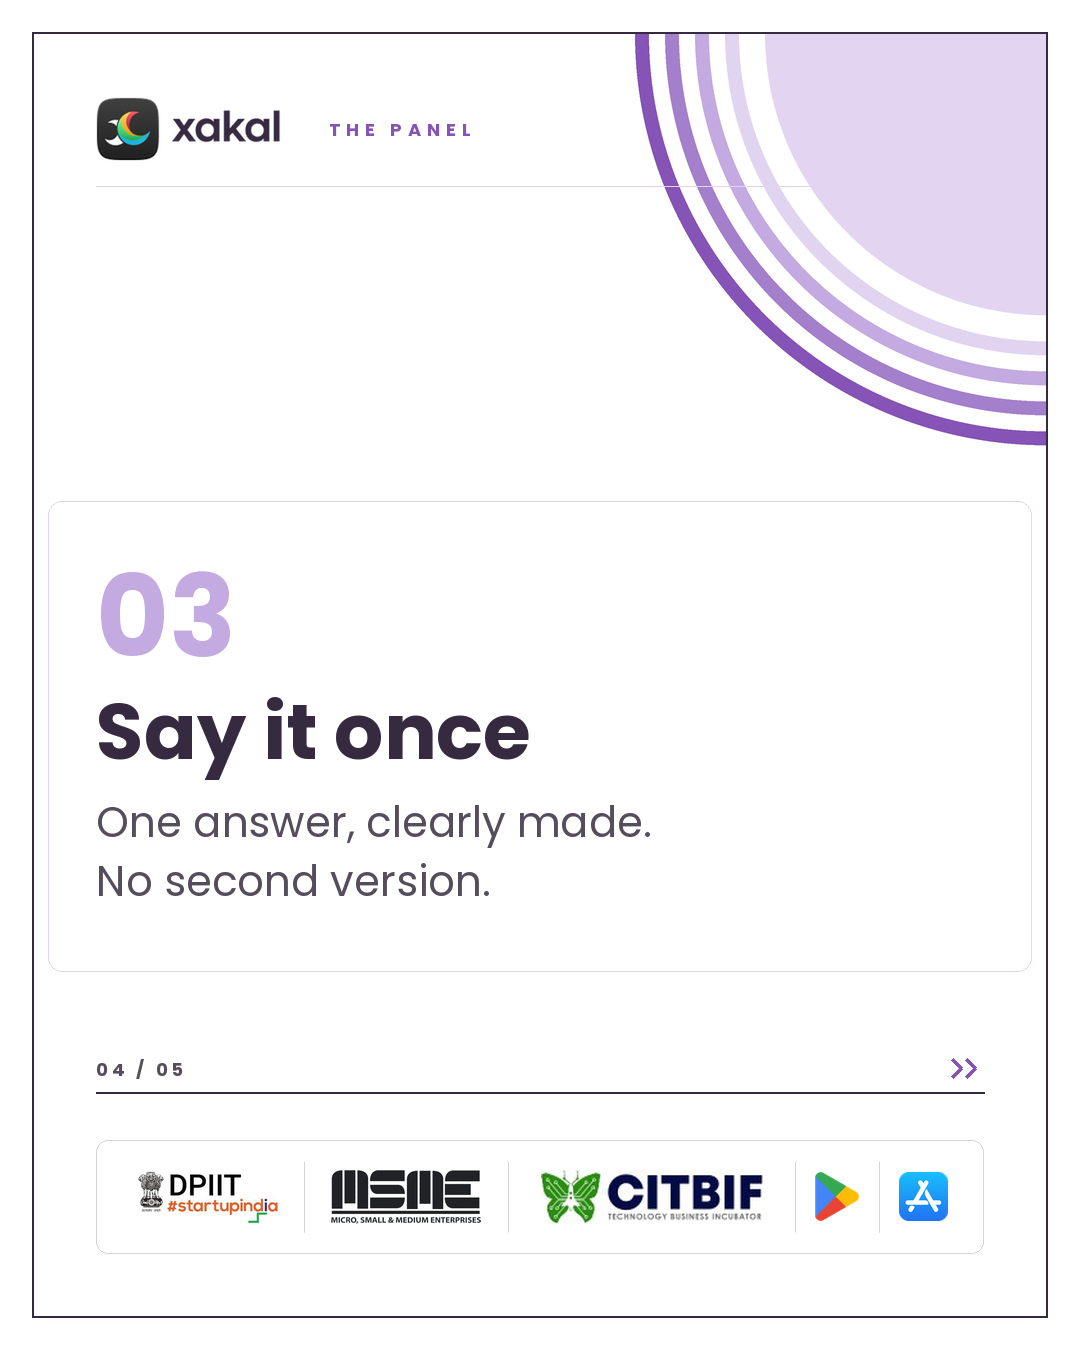 xakal
THE PANEL
03
Say it once
One answer, clearly made.
No second version.
04 / 05
DPIIT
#startupindia
MSME
MICRO, SMALL & MEDIUM ENTERPRISES
CITBIF
TECHNOLOGY BUSINESS INCUBATOR